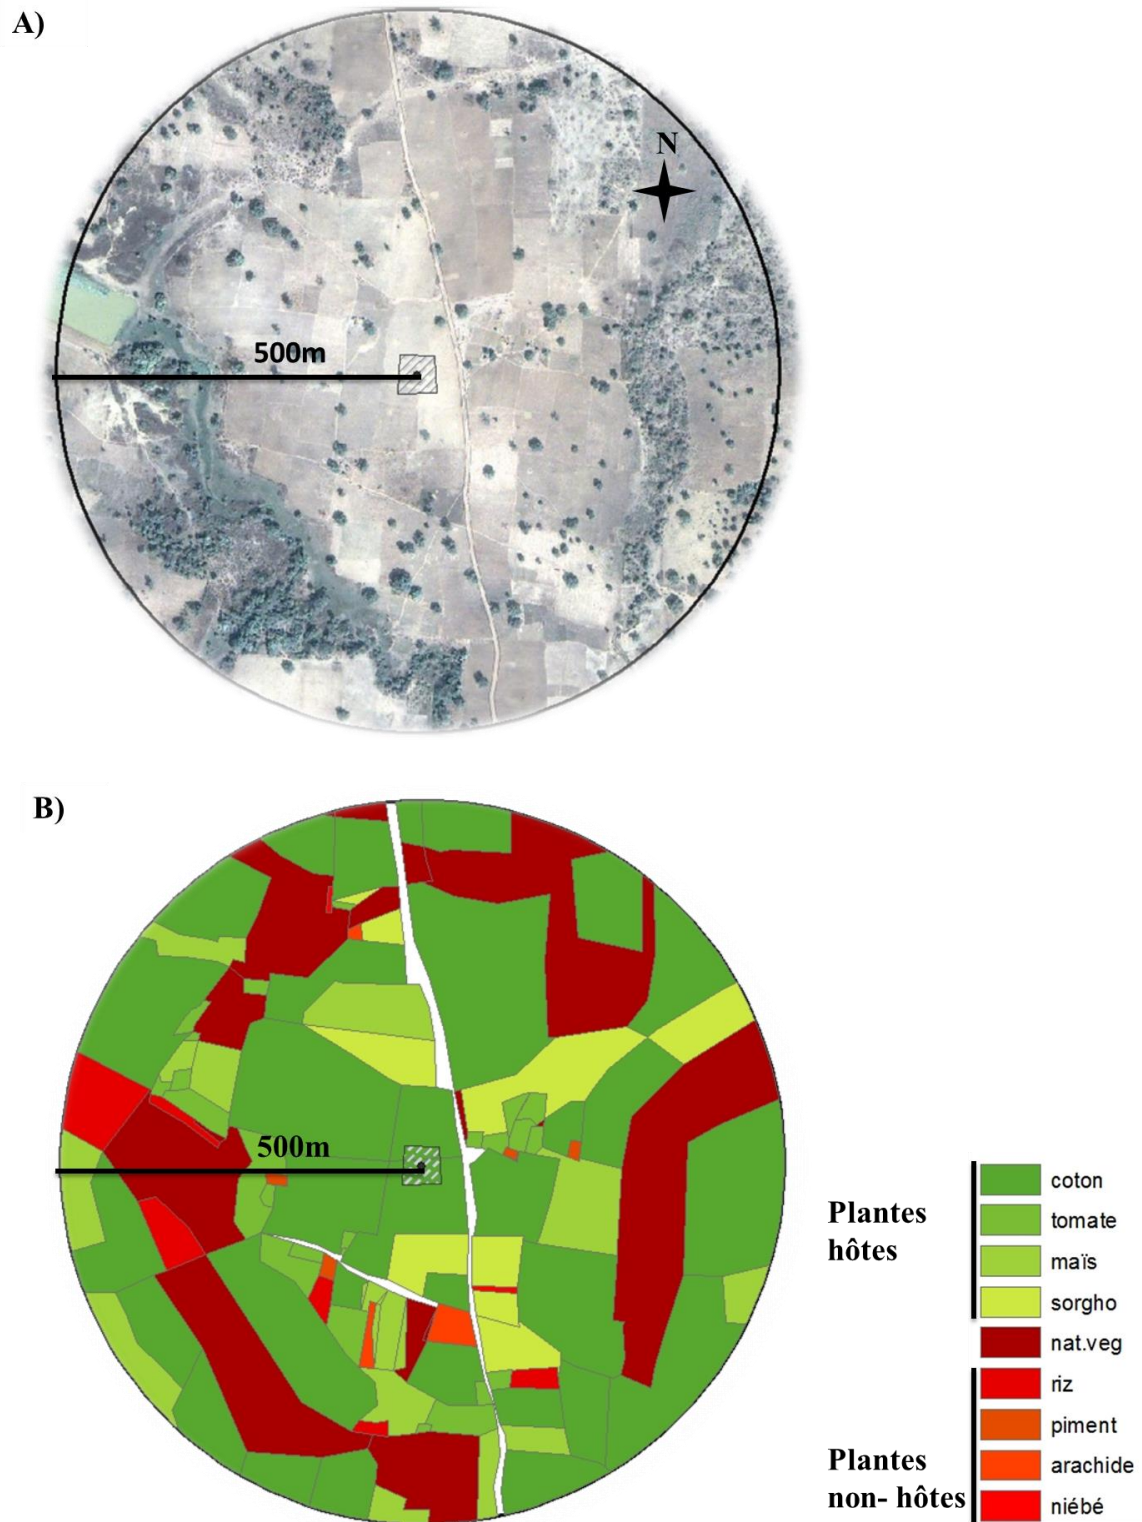 A)
N
500m
B)
500m
Plantes
hôtes
coton
tomate
maïs
sorgho
nat.veg
riz
piment
arachide
niébé
Plantes
non- hôtes